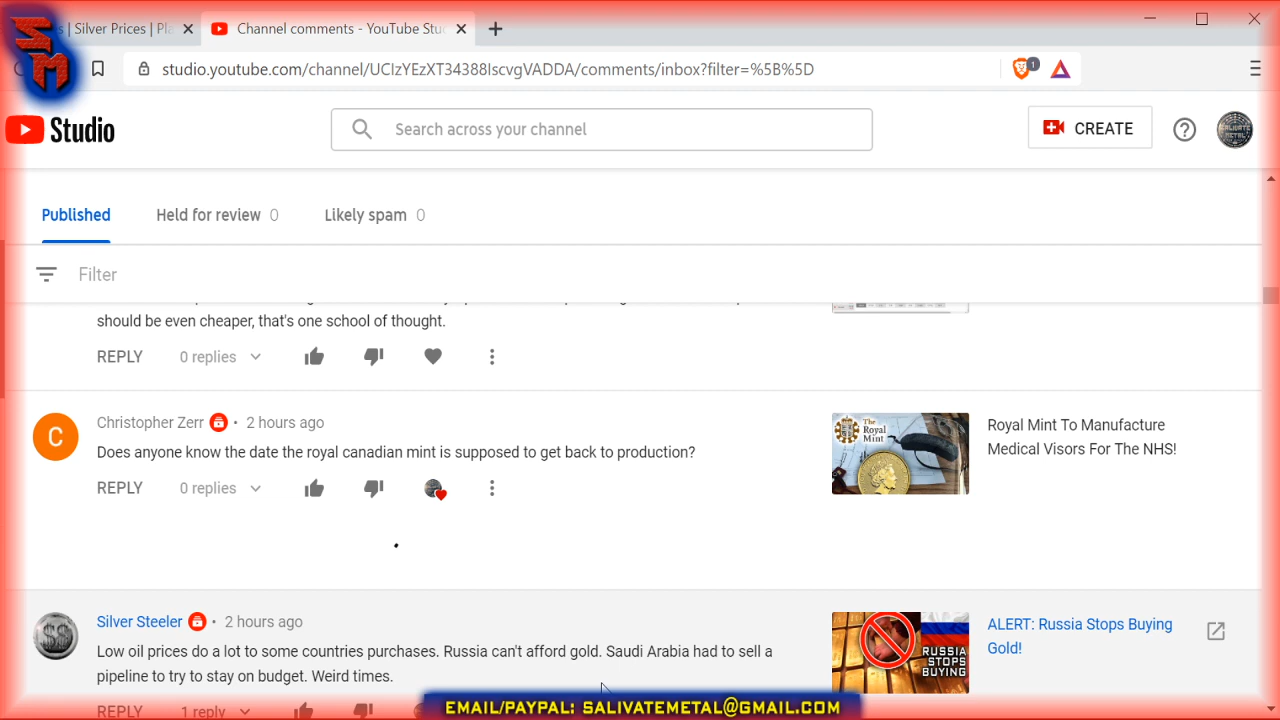 SM
s | Silver Prices | Pla
Channel comments - YouTube Stu
studio.youtube.com/channel/UCIzYEzXT34388IscvgVADDA/comments/inbox?filter=%5B%5D
1
Studio
Search across your channel
CREATE
Published
Held for review 0
Likely spam 0
Filter
should be even cheaper, that's one school of thought.
REPLY 0 replies
C
Christopher Zerr • 2 hours ago
Does anyone know the date the royal canadian mint is supposed to get back to production?
REPLY 0 replies
The
Royal
Mint
Royal Mint To Manufacture
Medical Visors For The NHS!
Silver Steeler • 2 hours ago
Low oil prices do a lot to some countries purchases. Russia can't afford gold. Saudi Arabia had to sell a
pipeline to try to stay on budget. Weird times.
REPLY 1 reply
RUSSIA
STOPS
BUYING
ALERT: Russia Stops Buying
Gold!
EMAIL/PAYPAL: SALIVATEMETAL@GMAIL.COM